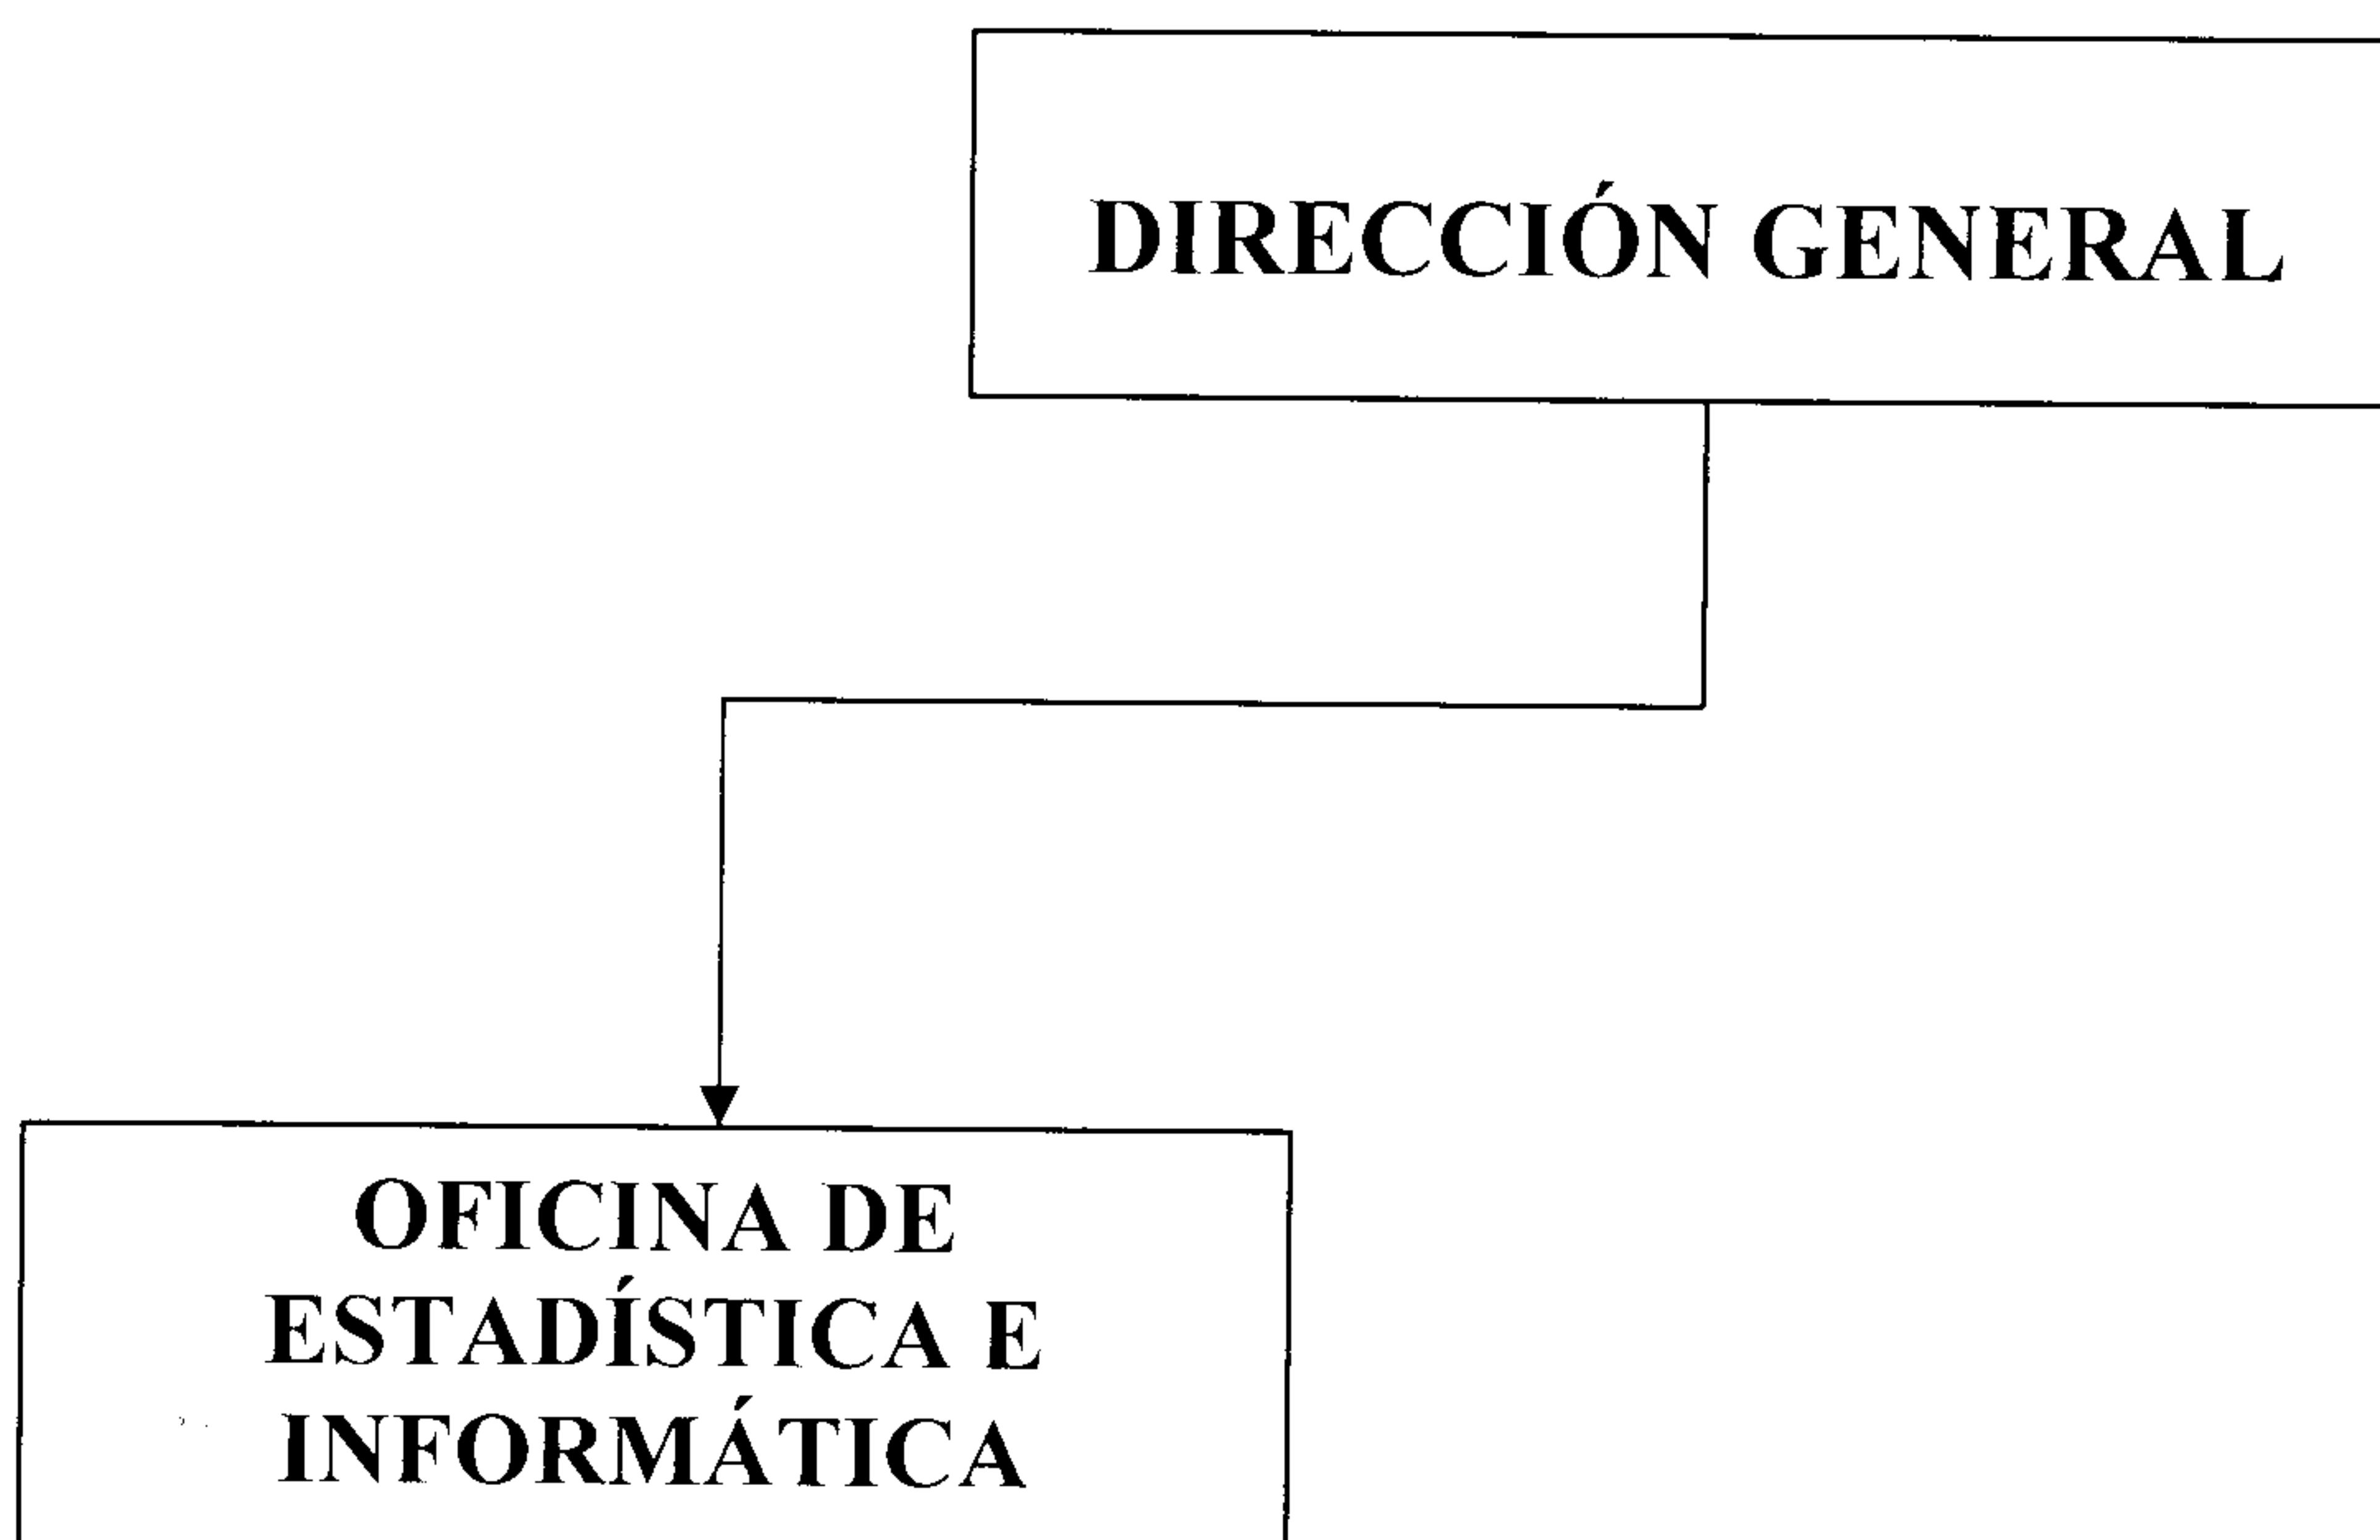 DIRECCIÓN GENERAL
OFICINA DE
ESTADÍSTICA E
INFORMÁTICA